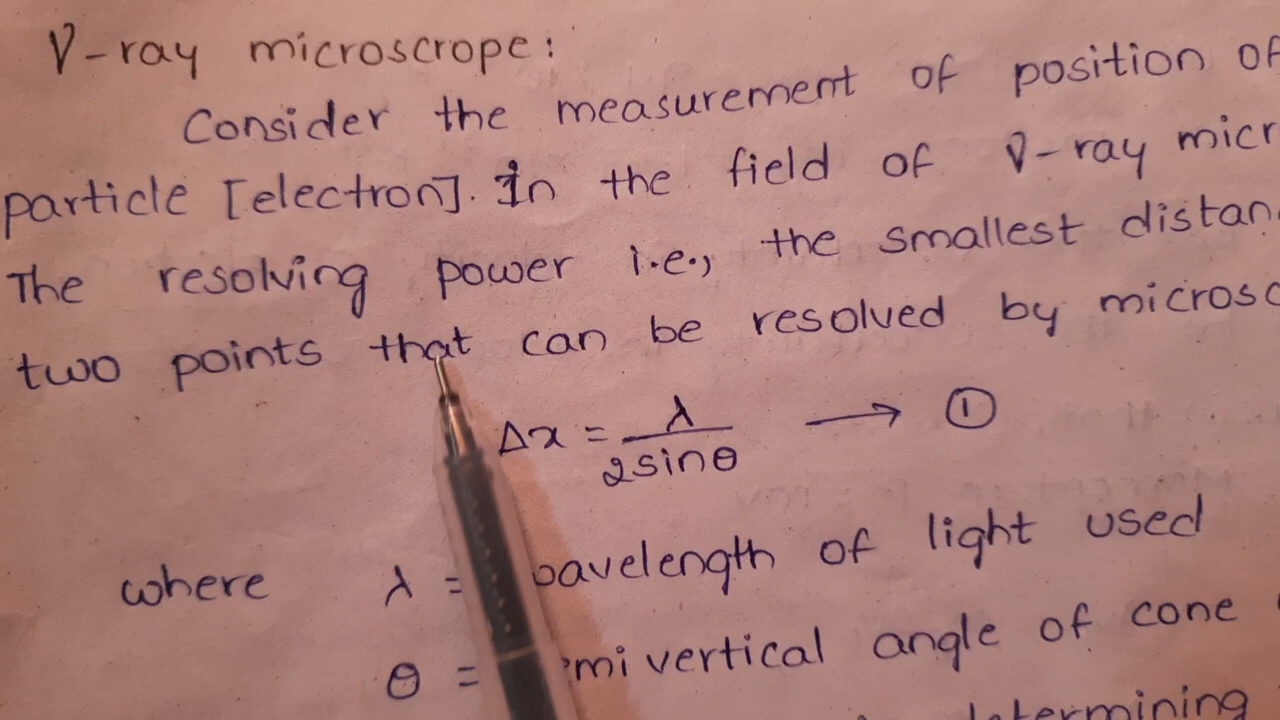 γ-ray microscrope:
Consider the measurement of position of
particle [electron]. In the field of γ-ray micr
The resolving power i.e., the smallest distan
two points that can be resolved by microsc
Δx = λ / 2sinθ → ①
where λ = wavelength of light used
θ = semi vertical angle of cone
determining